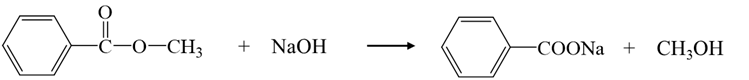 O
C—O—CH₃ + NaOH ⟶ COONa + CH₃OH